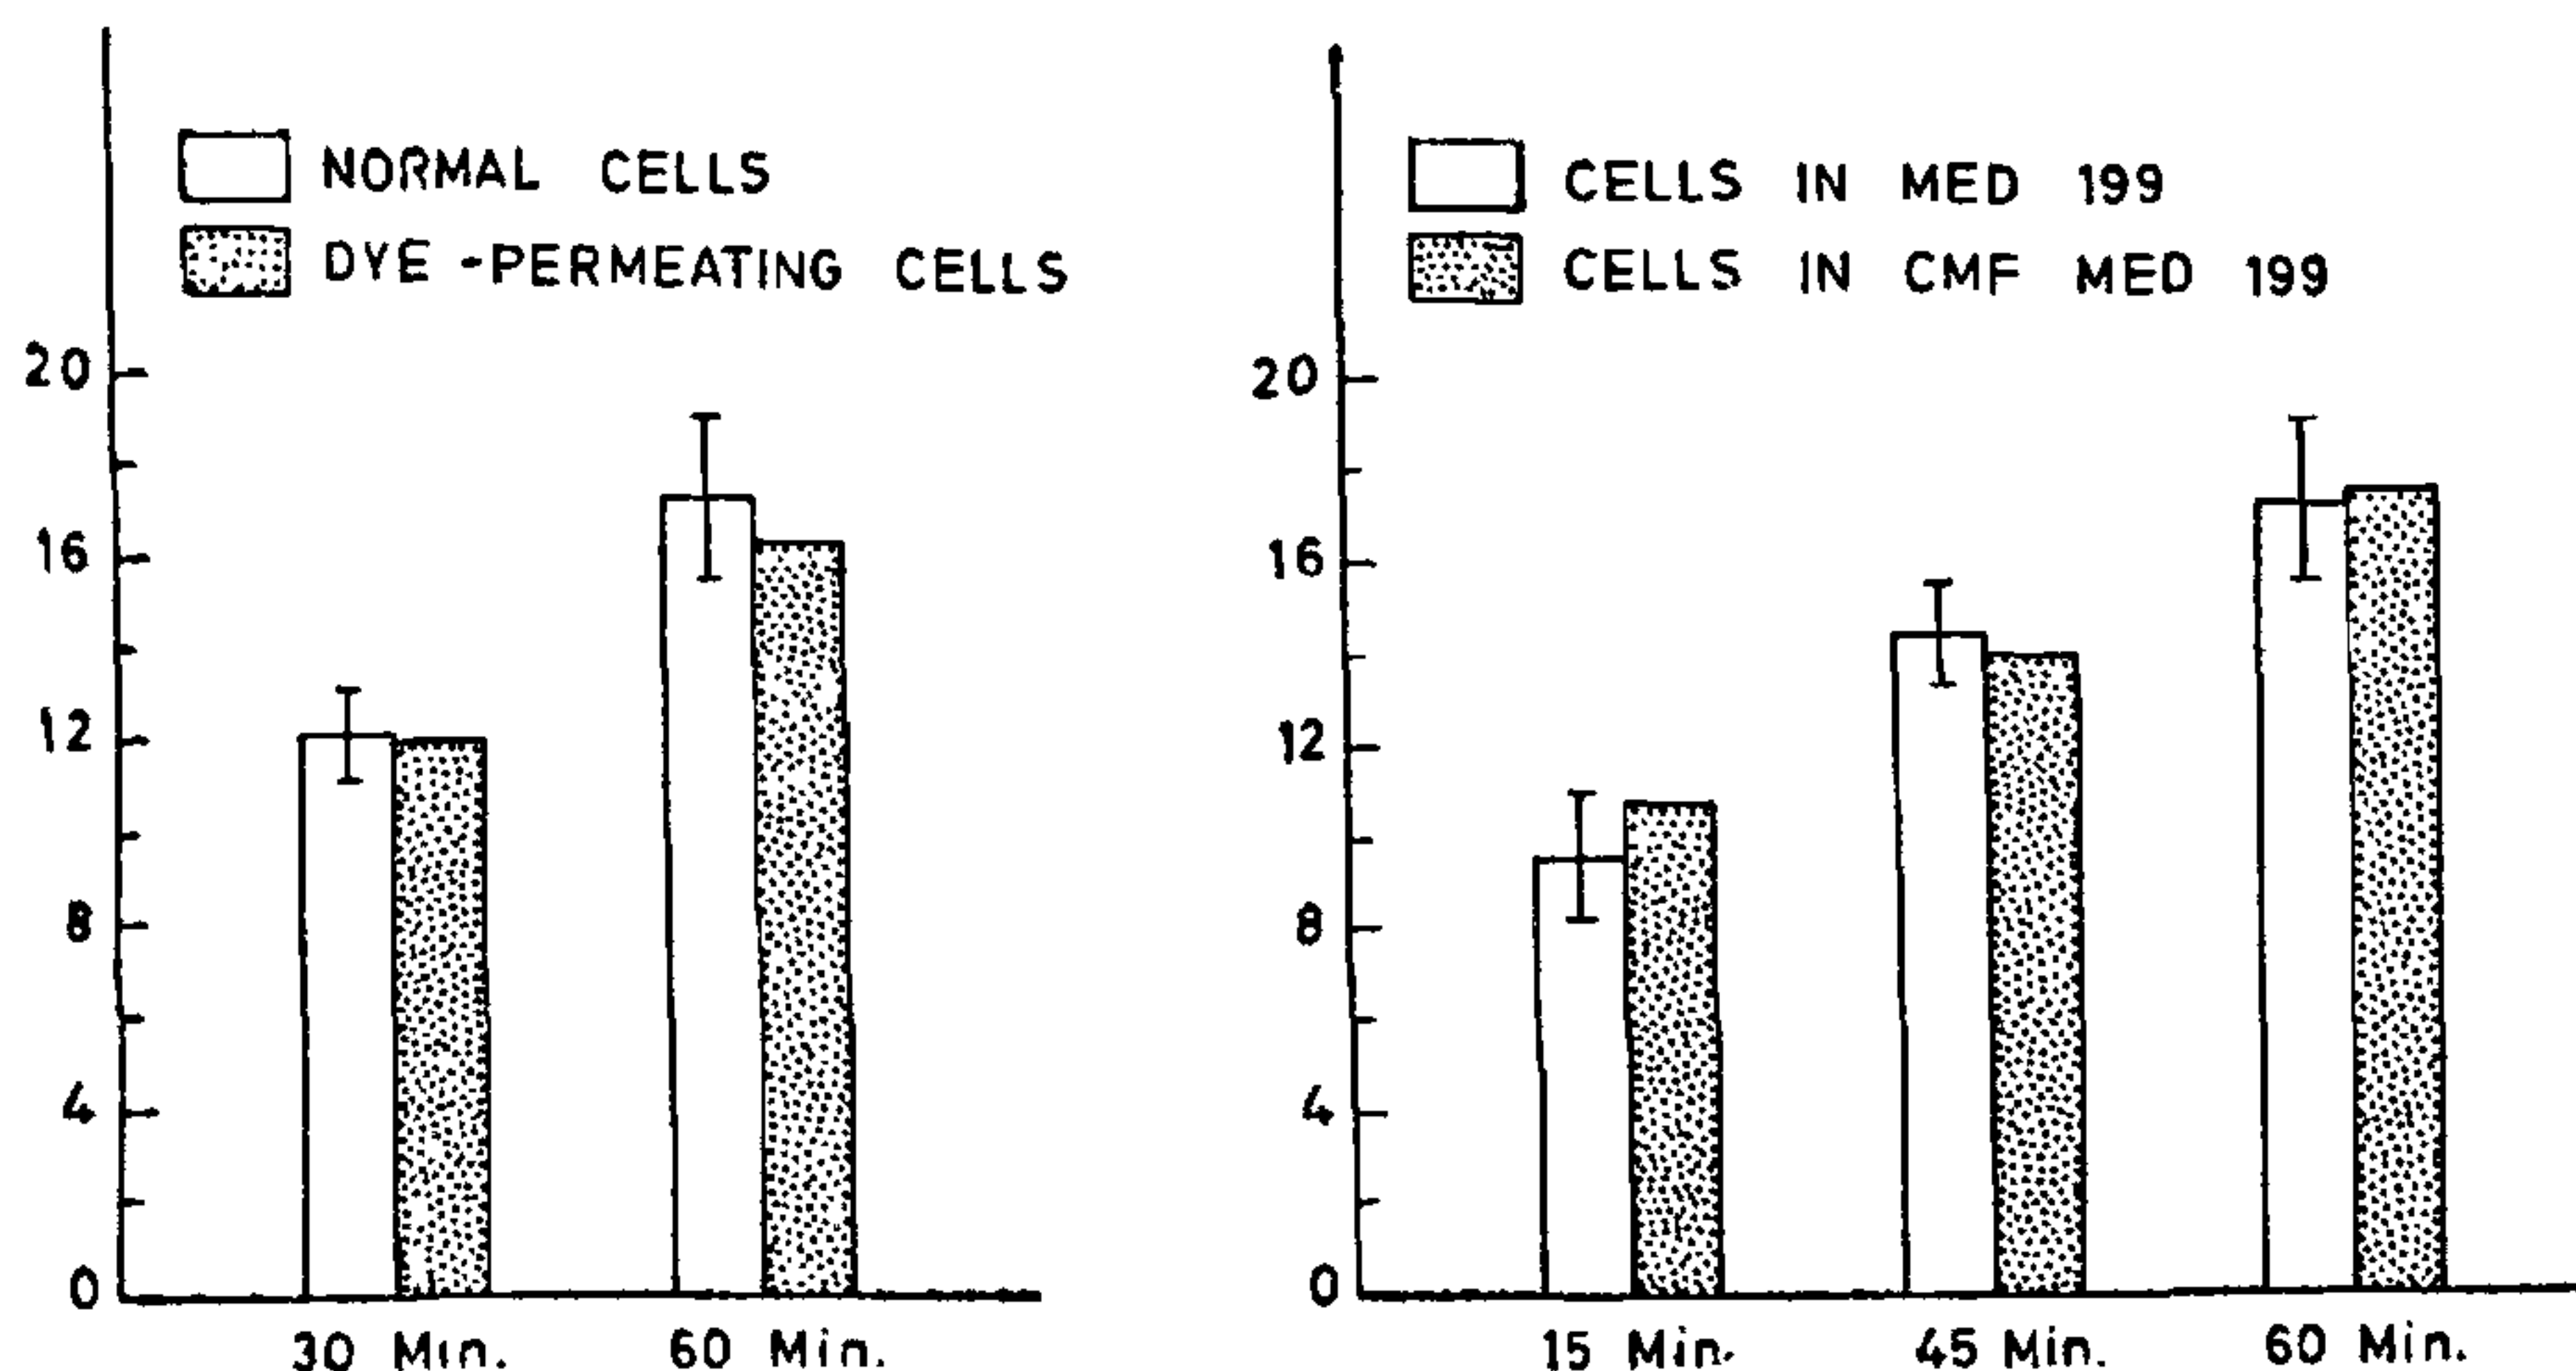 NORMAL CELLS
DYE -PERMEATING CELLS
20
16
12
8
4
0
30 Min.
60 Min.
CELLS IN MED 199
CELLS IN CMF MED 199
20
16
12
8
4
0
15 Min.
45 Min.
60 Min.